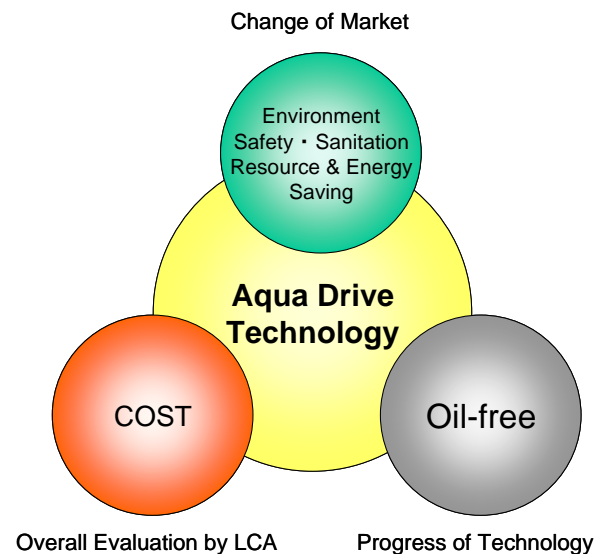 Change of Market
Environment
Safety・Sanitation
Resource & Energy
Saving
Aqua Drive
Technology
COST
Oil-free
Overall Evaluation by LCA
Progress of Technology